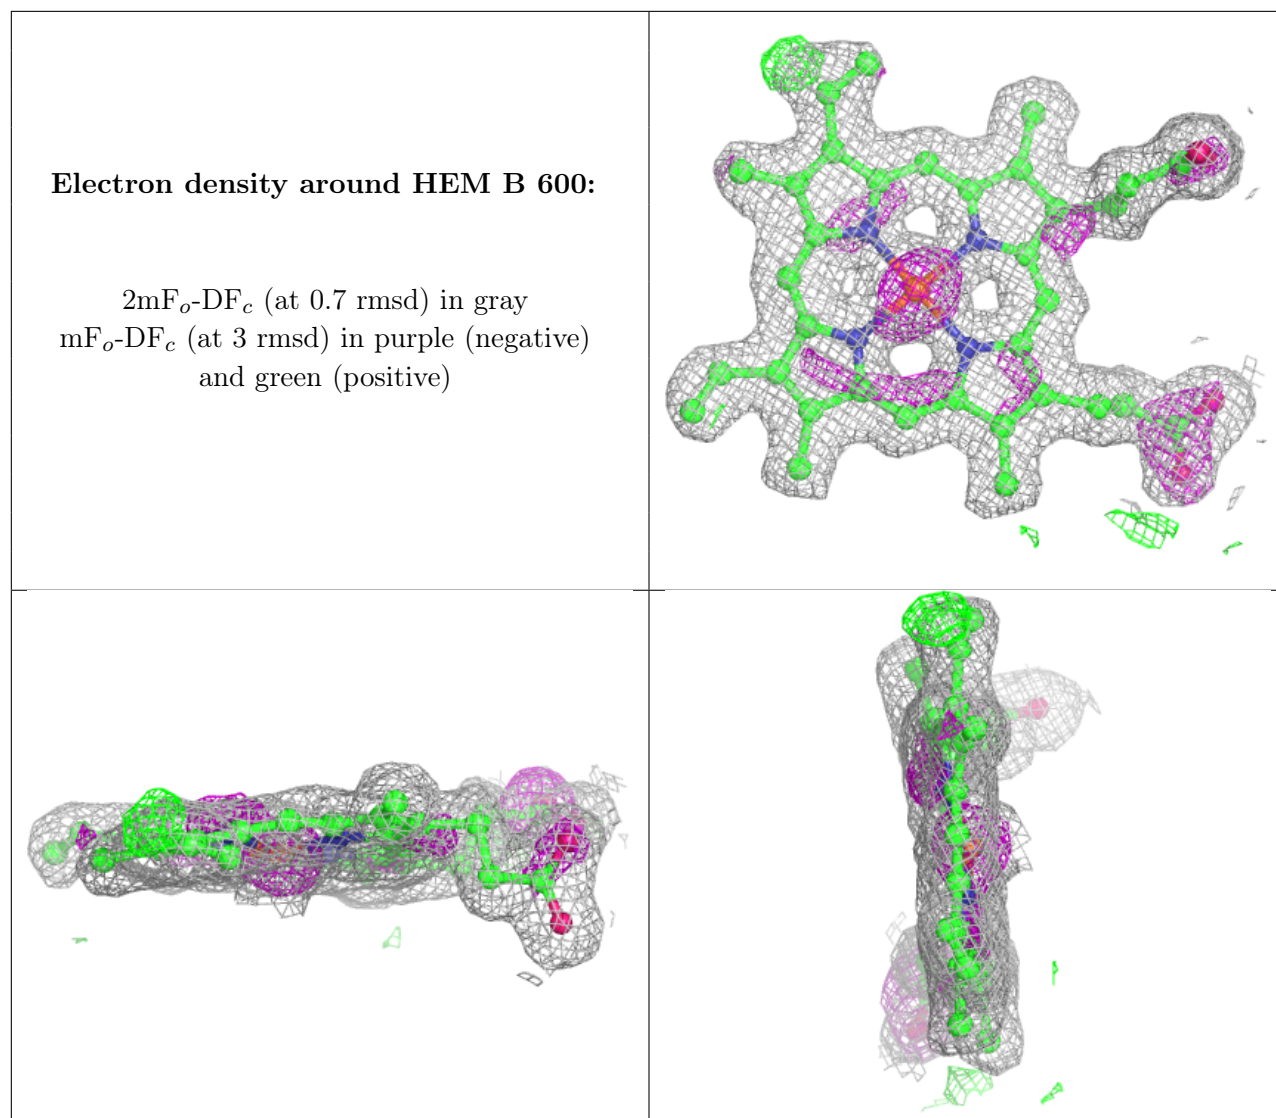 Electron density around HEM B 600:
2mFo-DFc (at 0.7 rmsd) in gray
mFo-DFc (at 3 rmsd) in purple (negative)
and green (positive)